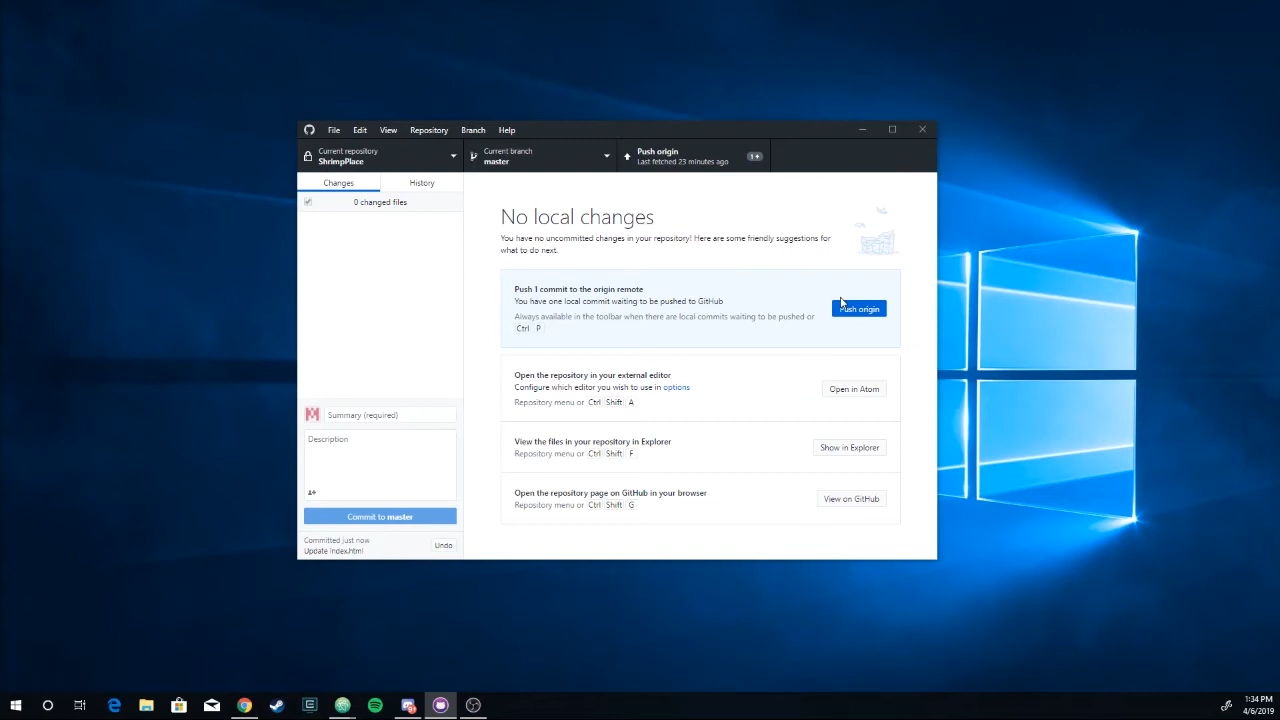 File Edit View Repository Branch Help
Current repository
ShrimpPlace
Current branch
master
Push origin
Last fetched 23 minutes ago
1
Changes History
0 changed files
No local changes
You have no uncommitted changes in your repository! Here are some friendly suggestions for
what to do next.
Push 1 commit to the origin remote
You have one local commit waiting to be pushed to GitHub
Always available in the toolbar when there are local commits waiting to be pushed or
Ctrl P
Push origin
Open the repository in your external editor
Configure which editor you wish to use in options
Repository menu or Ctrl Shift A
Open in Atom
View the files in your repository in Explorer
Repository menu or Ctrl Shift F
Show in Explorer
Open the repository page on GitHub in your browser
Repository menu or Ctrl Shift G
View on GitHub
Summary (required)
Description
Commit to master
Committed just now
Update index.html
Undo
1:34 PM
4/6/2019